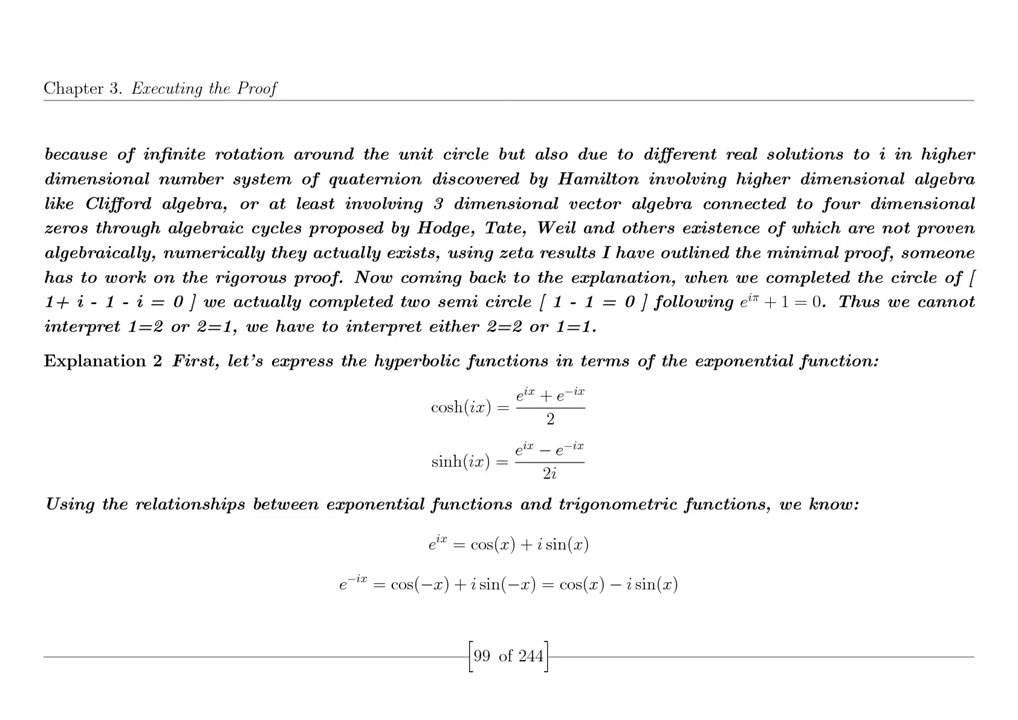 Chapter 3. Executing the Proof
because of infinite rotation around the unit circle but also due to different real solutions to i in higher
dimensional number system of quaternion discovered by Hamilton involving higher dimensional algebra
like Clifford algebra, or at least involving 3 dimensional vector algebra connected to four dimensional
zeros through algebraic cycles proposed by Hodge, Tate, Weil and others existence of which are not proven
algebraically, numerically they actually exists, using zeta results I have outlined the minimal proof, someone
has to work on the rigorous proof. Now coming back to the explanation, when we completed the circle of [
1+ i - 1 - i = 0 ] we actually completed two semi circle [ 1 - 1 = 0 ] following e^{iπ} + 1 = 0. Thus we cannot
interpret 1=2 or 2=1, we have to interpret either 2=2 or 1=1.
Explanation 2 First, let's express the hyperbolic functions in terms of the exponential function:
cosh(ix) = \frac{e^{ix} + e^{-ix}}{2}
sinh(ix) = \frac{e^{ix} − e^{-ix}}{2i}
Using the relationships between exponential functions and trigonometric functions, we know:
e^{ix} = cos(x) + i sin(x)
e^{-ix} = cos(−x) + i sin(−x) = cos(x) − i sin(x)
[99 of 244]